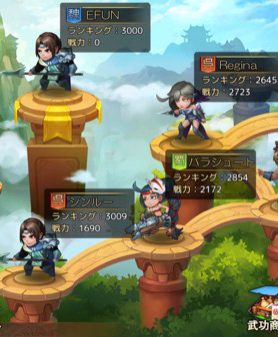 EFUN
ランキング：3000
戦力：0
Regina
ランキング：2645
戦力：2723
パラシュート
ランキング：2854
戦力：2172
シンルー
ランキング：3009
戦力：1690
武功商